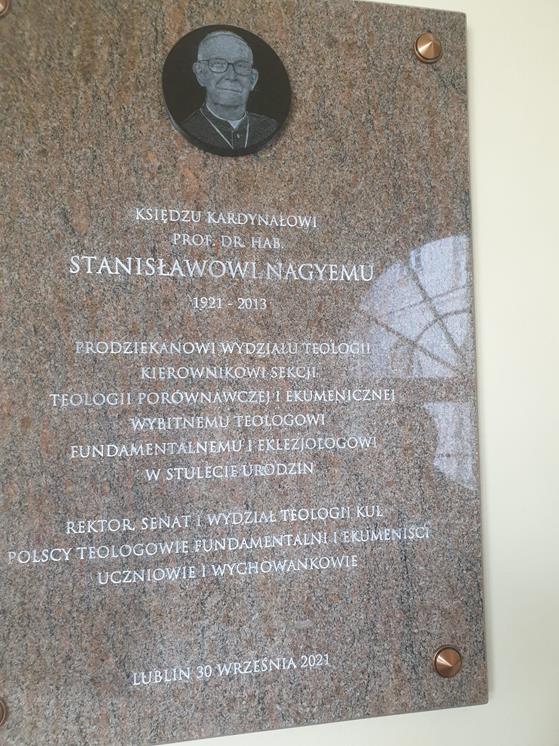 KSIĘDZU KARDYNAŁOWI
PROF. DR. HAB.
STANISŁAWOWI NAGYEMU
1921 - 2013
PRODZIEKANOWI WYDZIAŁU TEOLOGII
KIEROWNIKOWI SEKCJI
TEOLOGII PORÓWNAWCZEJ I EKUMENICZNEJ
WYBITNEMU TEOLOGOWI
FUNDAMENTALNEMU I EKLEZJOLOGOWI
W STULECIE URODZIN
REKTOR, SENAT I WYDZIAŁ TEOLOGII KUL
POLSCY TEOLOGOWIE FUNDAMENTALNI I EKUMENIŚCI
UCZNIOWIE I WYCHOWANKOWIE
LUBLIN 30 WRZEŚNIA 2021